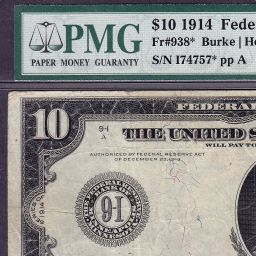 PMG
PAPER MONEY GUARANTY
$10 1914 Fede
Fr#938* Burke | Ho
S/N I74757* pp A
FEDERAL
10
9-I
A
THE UNITED S
WILL PAY T
AUTHORIZED BY FEDERAL RESERVE ACT
OF DECEMBER 23, 1913
9-I